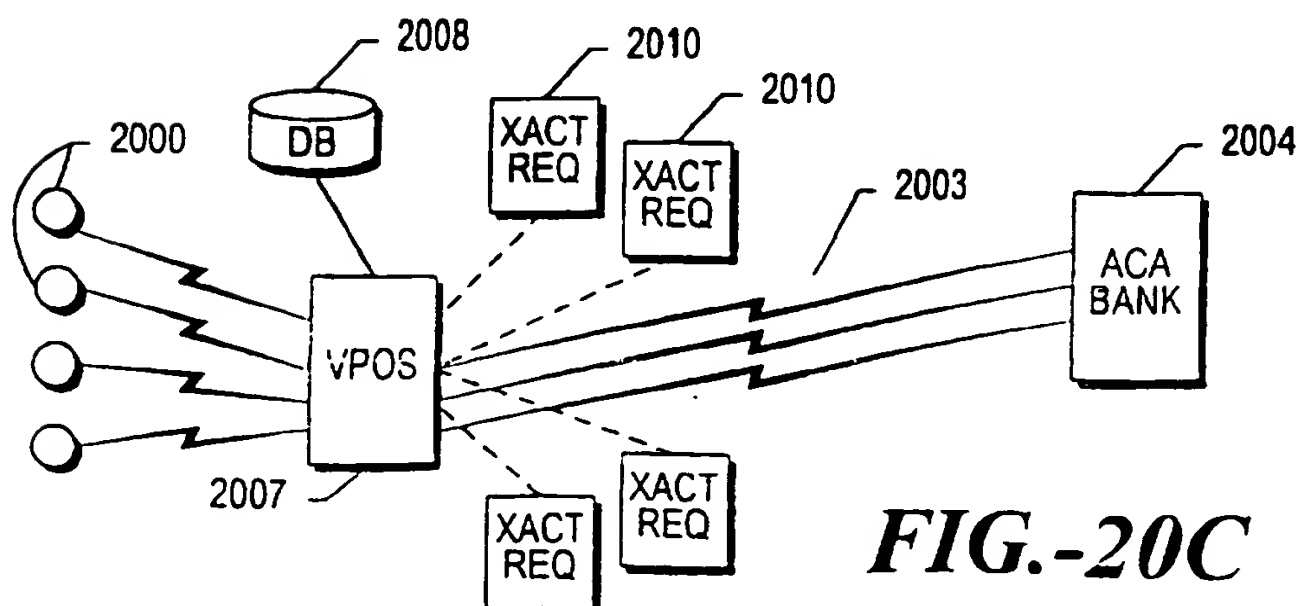 2008
2010
2010
2000
DB
XACT
REQ
XACT
REQ
2003
2004
VPOS
ACA
BANK
2007
XACT
REQ
XACT
REQ
FIG.-20C